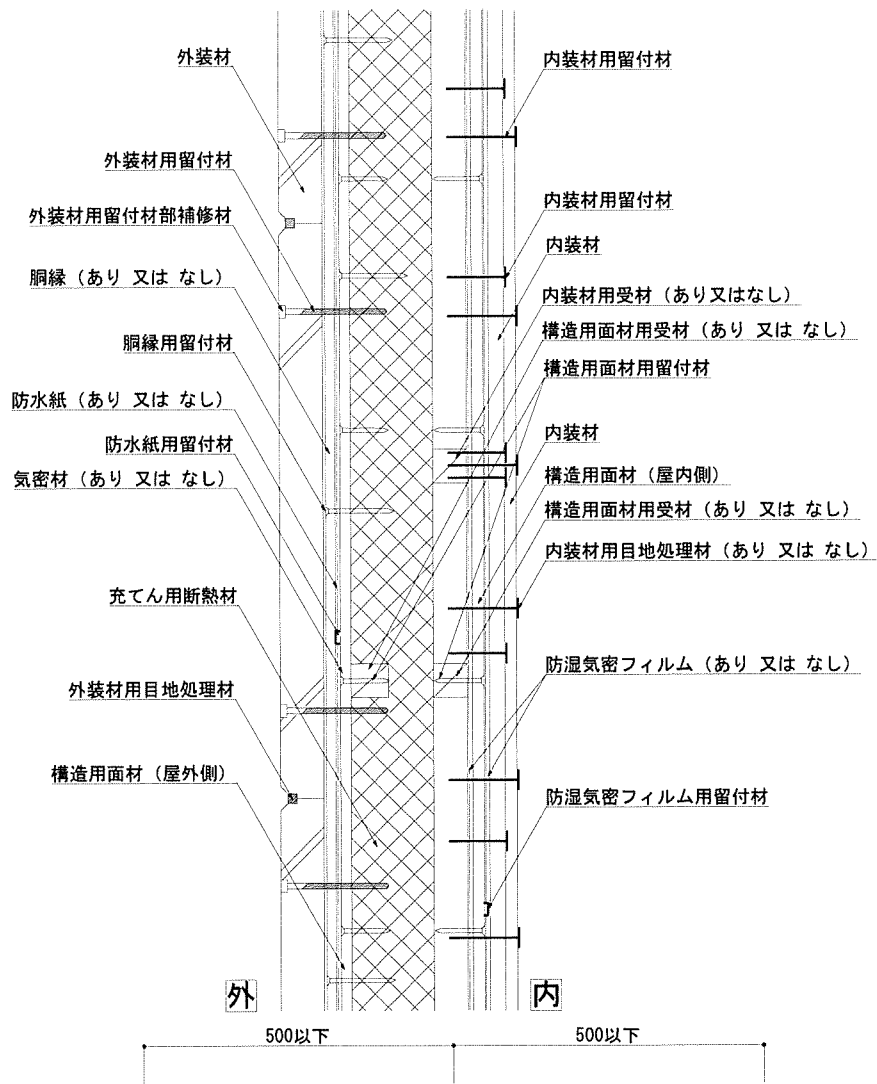 外装材
外装材用留付材
外装材用留付材部補修材
胴縁（あり 又は なし）
胴縁用留付材
防水紙（あり 又は なし）
防水紙用留付材
気密材（あり 又は なし）
充てん用断熱材
外装材用目地処理材
構造用面材（屋外側）
内装材用留付材
内装材用留付材
内装材
内装材用受材（あり又はなし）
構造用面材用受材（あり 又は なし）
構造用面材用留付材
内装材
構造用面材（屋内側）
構造用面材用受材（あり 又は なし）
内装材用目地処理材（あり 又は なし）
防湿気密フィルム（あり 又は なし）
防湿気密フィルム用留付材
外
内
500以下
500以下